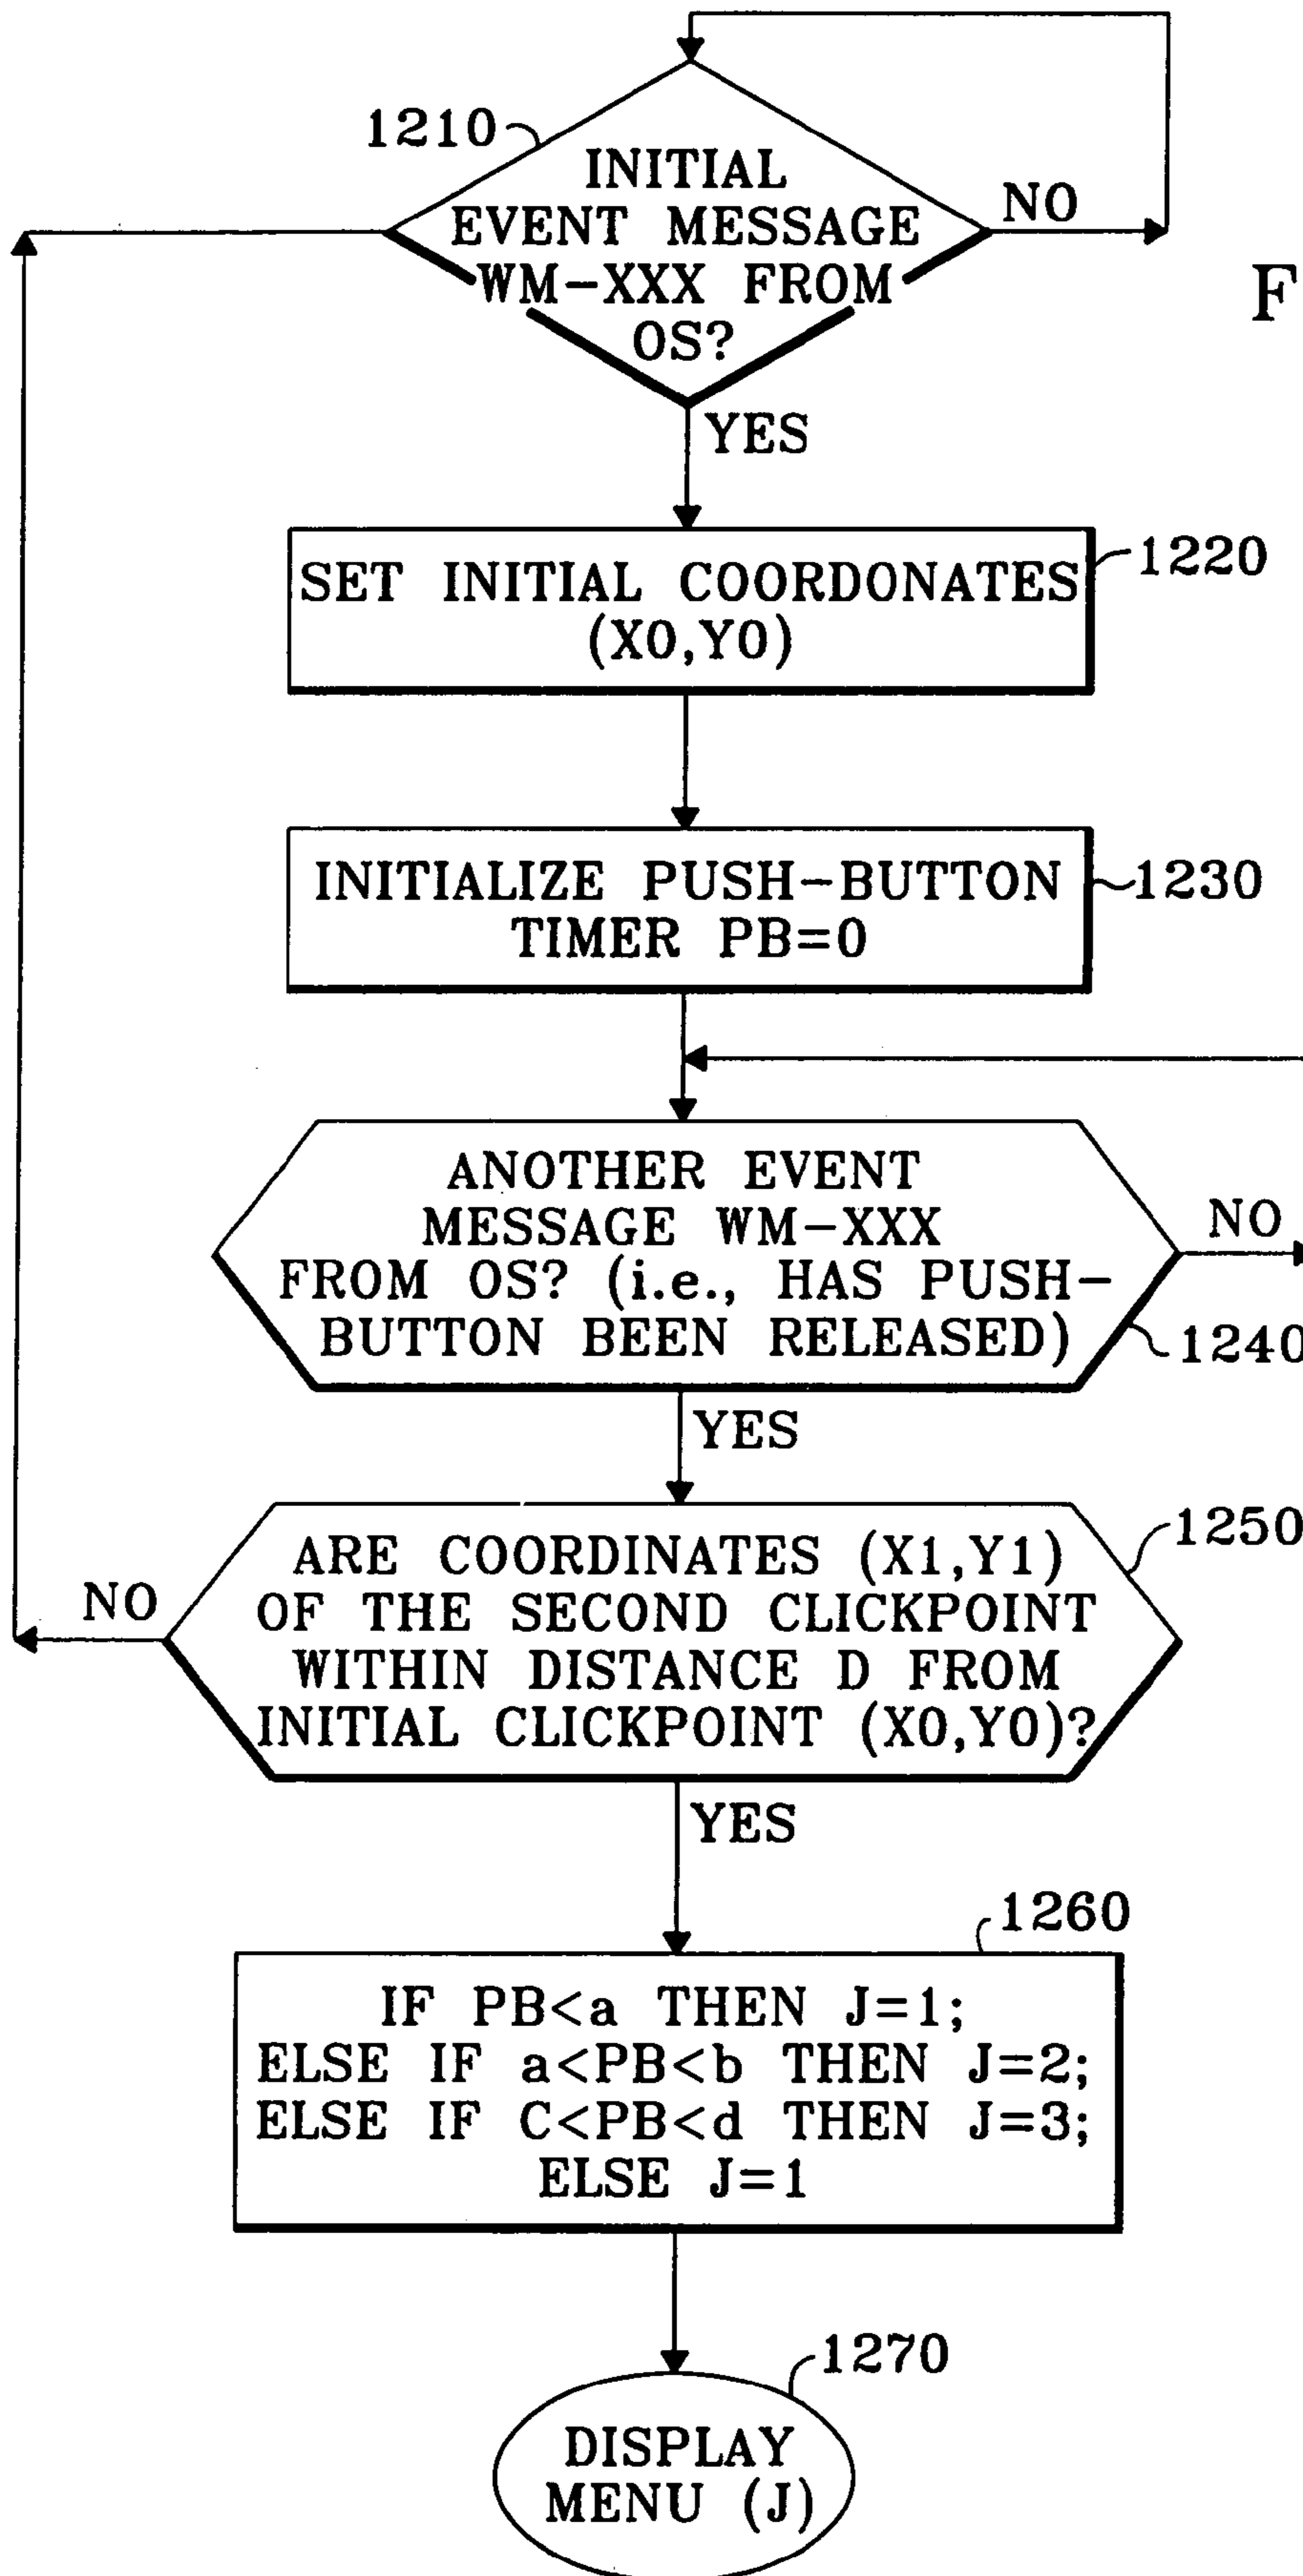 1210
INITIAL
EVENT MESSAGE
WM-XXX FROM
OS?
NO
F
YES
SET INITIAL COORDONATES
(X0,Y0)
1220
INITIALIZE PUSH-BUTTON
TIMER PB=0
1230
ANOTHER EVENT
MESSAGE WM-XXX
FROM OS? (i.e., HAS PUSH-
BUTTON BEEN RELEASED)
NO
1240
YES
1250
ARE COORDINATES (X1,Y1)
OF THE SECOND CLICKPOINT
WITHIN DISTANCE D FROM
INITIAL CLICKPOINT (X0,Y0)?
NO
YES
1260
IF PB<a THEN J=1;
ELSE IF a<PB<b THEN J=2;
ELSE IF C<PB<d THEN J=3;
ELSE J=1
1270
DISPLAY
MENU (J)